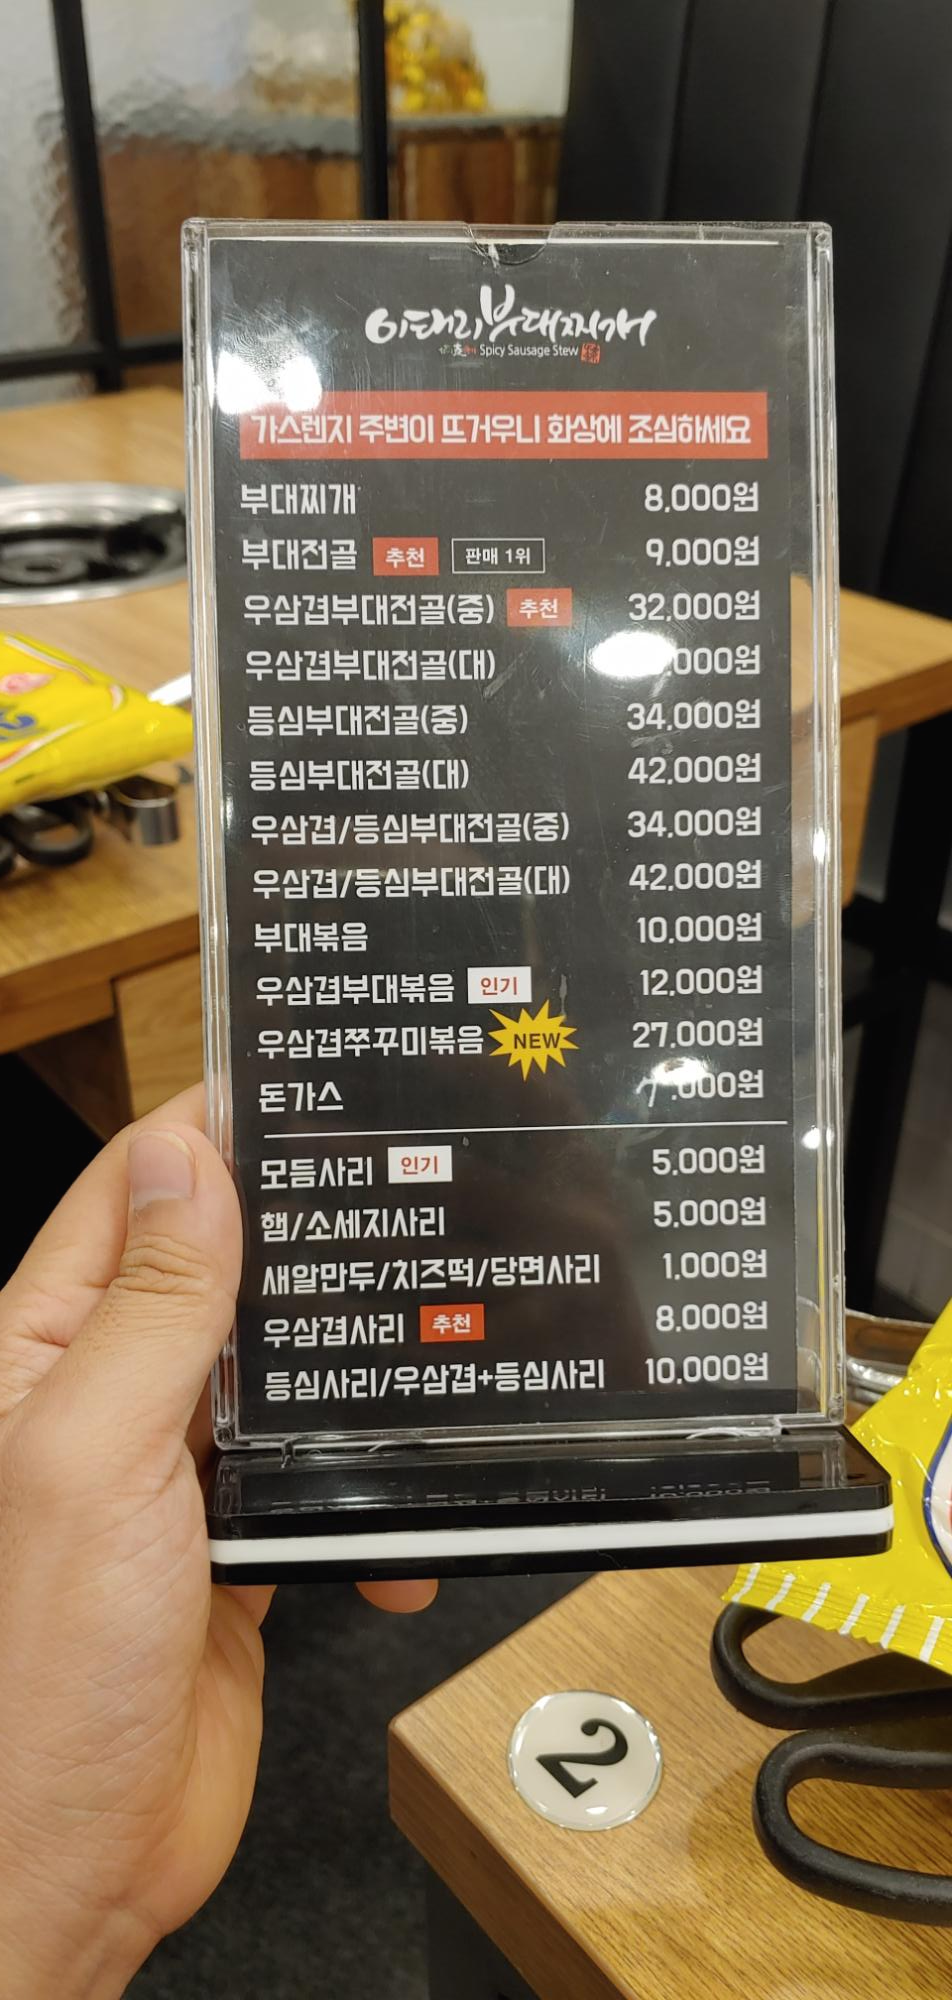 이태리부대찌개
Spicy Sausage Stew
가스렌지 주변이 뜨거우니 화상에 조심하세요
부대찌개 8,000원
부대전골 추천 판매 1위 9,000원
우삼겹부대전골(중) 추천 32,000원
우삼겹부대전골(대)
등심부대전골(중) 34,000원
등심부대전골(대) 42,000원
우삼겹/등심부대전골(중) 34,000원
우삼겹/등심부대전골(대) 42,000원
부대볶음 10,000원
우삼겹부대볶음 인기 12,000원
우삼겹쭈꾸미볶음 NEW 27,000원
돈가스 7,000원
모듬사리 인기 5,000원
햄/소세지사리 5,000원
새알만두/치즈떡/당면사리 1,000원
우삼겹사리 추천 8,000원
등심사리/우삼겹+등심사리 10,000원
2